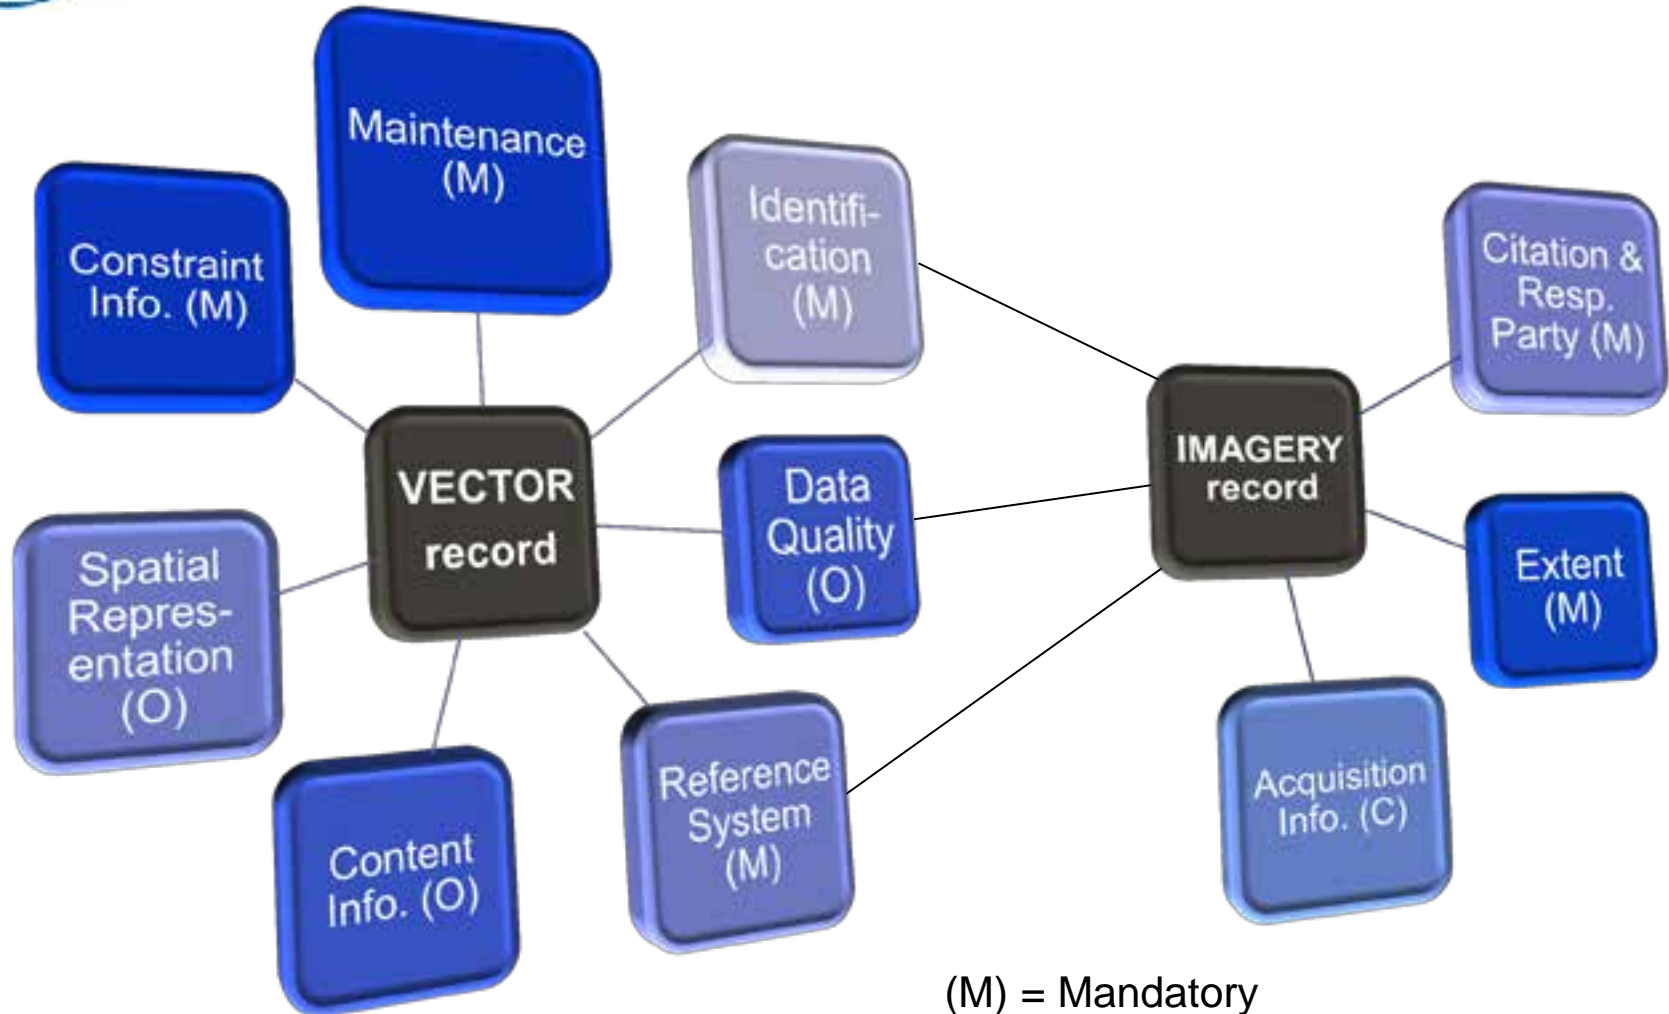 Maintenance
(M)
Constraint
Info. (M)
Identifi-
cation
(M)
Citation &
Resp.
Party (M)
VECTOR
record
IMAGERY
record
Data
Quality
(O)
Extent
(M)
Spatial
Repres-
entation
(O)
Reference
System
(M)
Acquisition
Info. (C)
Content
Info. (O)
(M) = Mandatory